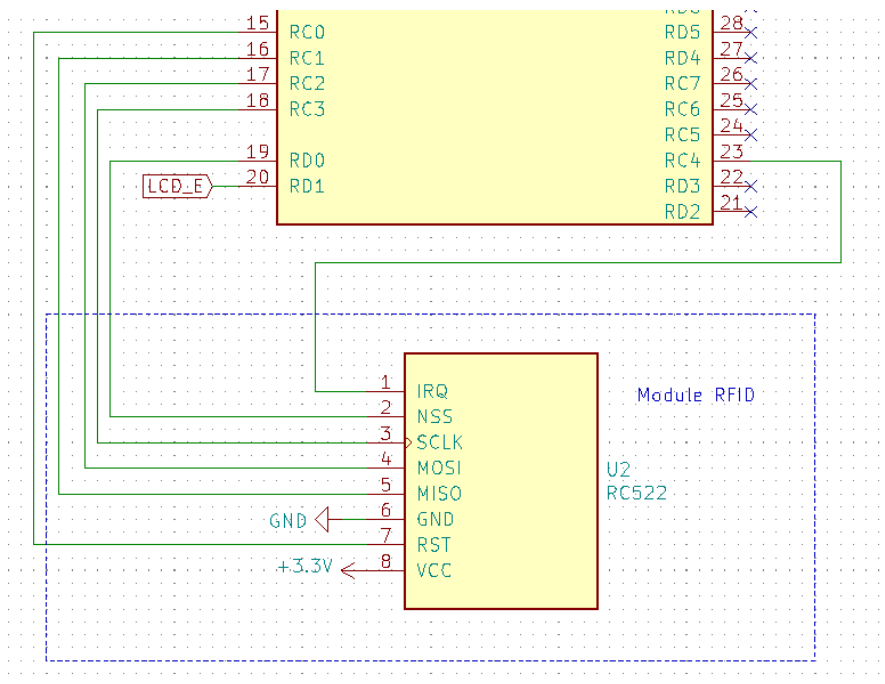 15 RC0 RD5 28
16 RC1 RD4 27
17 RC2 RC7 26
18 RC3 RC6 25
RC5 24
19 RD0 RC4 23
LCD_E 20 RD1 RD3 22
RD2 21
1 IRQ
Module RFID
2 NSS
3 SCLK
4 MOSI
U2
5 MISO
RC522
GND 6 GND
7 RST
+3.3V 8 VCC